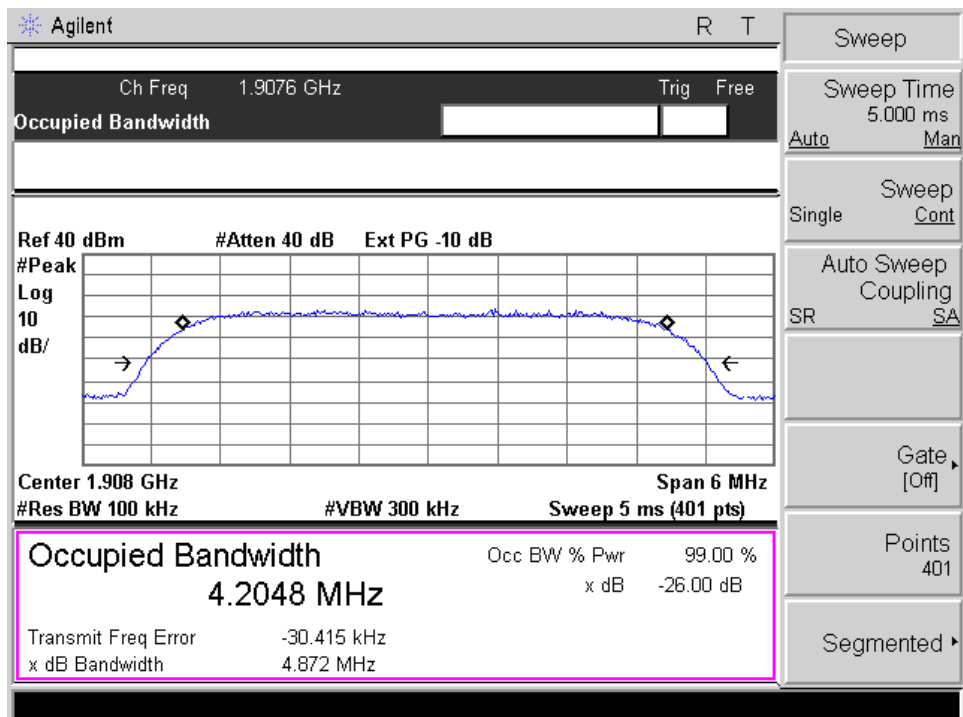 Agilent
R T
Ch Freq 1.9076 GHz Trig Free
Occupied Bandwidth
Ref 40 dBm #Atten 40 dB Ext PG -10 dB
#Peak
Log
10
dB/
Center 1.908 GHz Span 6 MHz
#Res BW 100 kHz #VBW 300 kHz Sweep 5 ms (401 pts)
Occupied Bandwidth
4.2048 MHz
Occ BW % Pwr 99.00 %
x dB -26.00 dB
Transmit Freq Error -30.415 kHz
x dB Bandwidth 4.872 MHz
Sweep
Sweep Time
5.000 ms
Auto Man
Sweep
Single Cont
Auto Sweep
Coupling
SR SA
Gate
[Off]
Points
401
Segmented